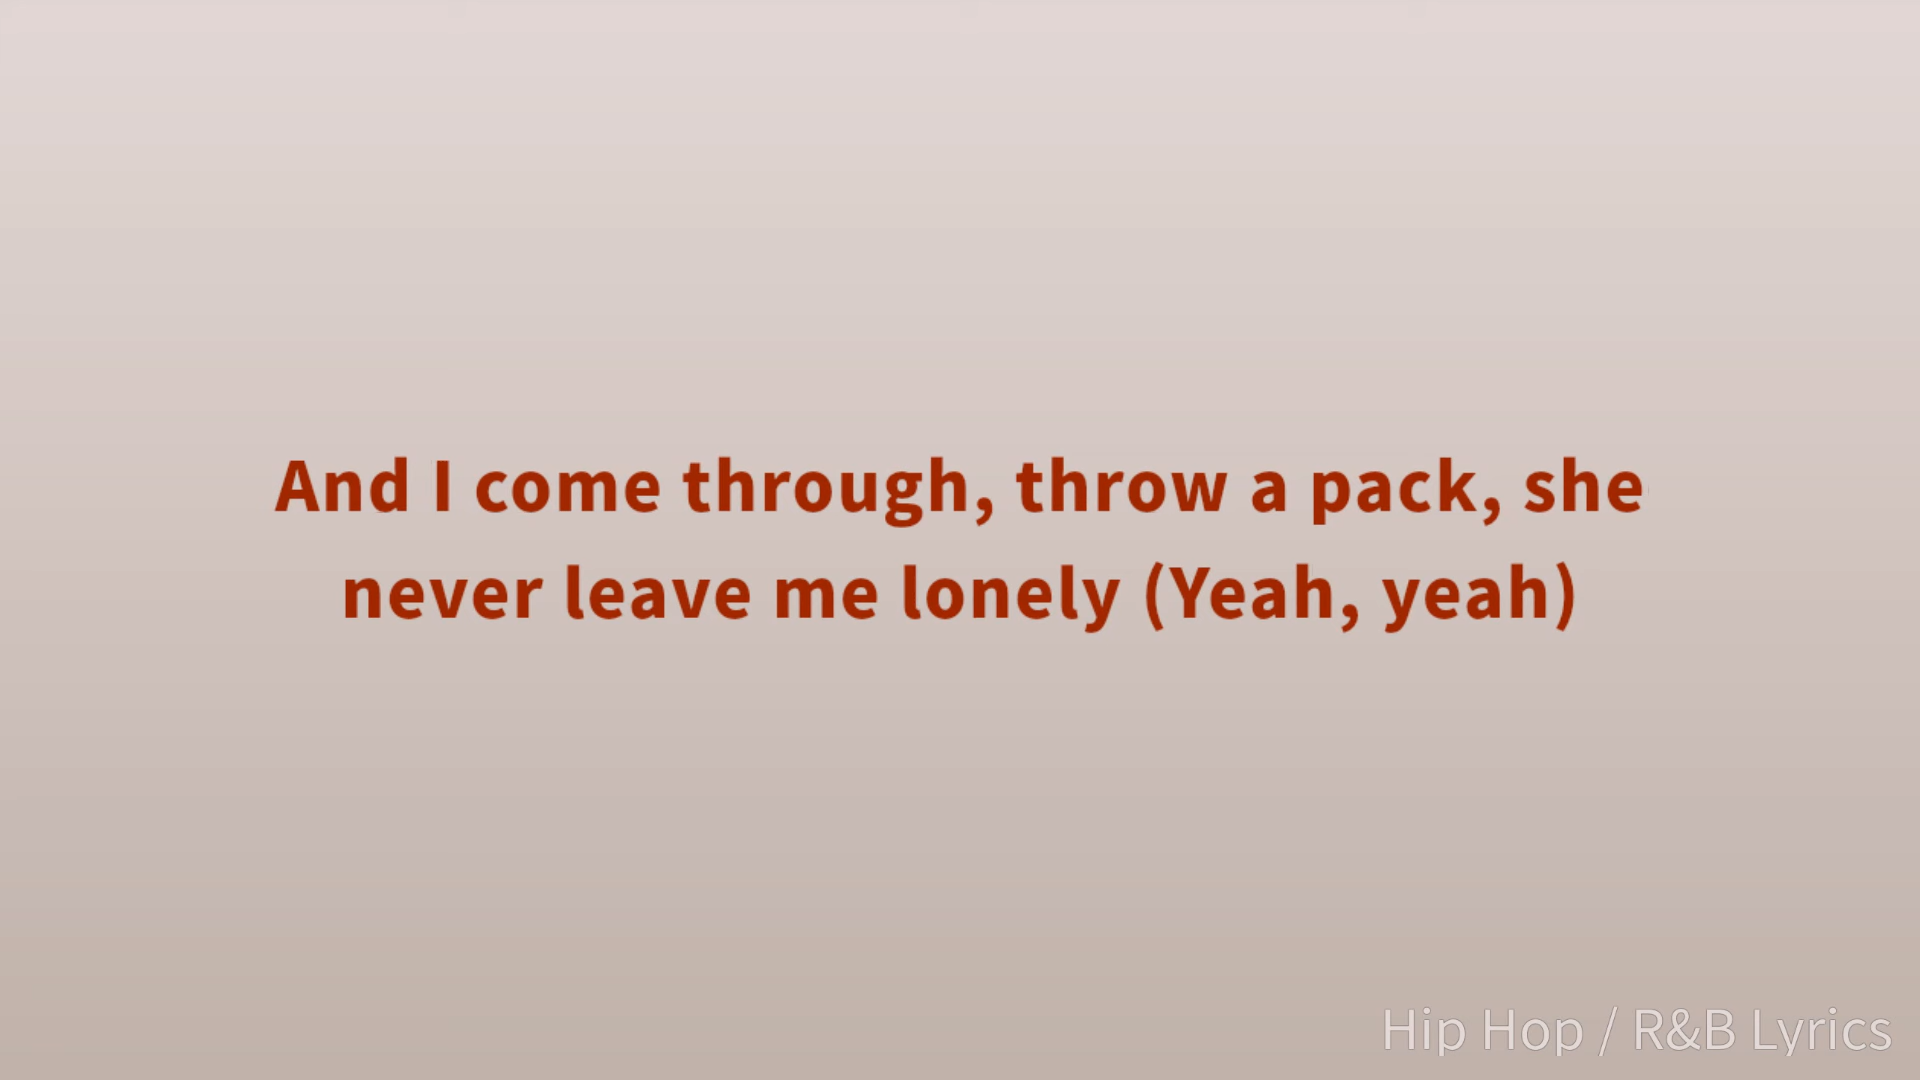 And I come through, throw a pack, she
never leave me lonely (Yeah, yeah)
Hip Hop / R&B Lyrics